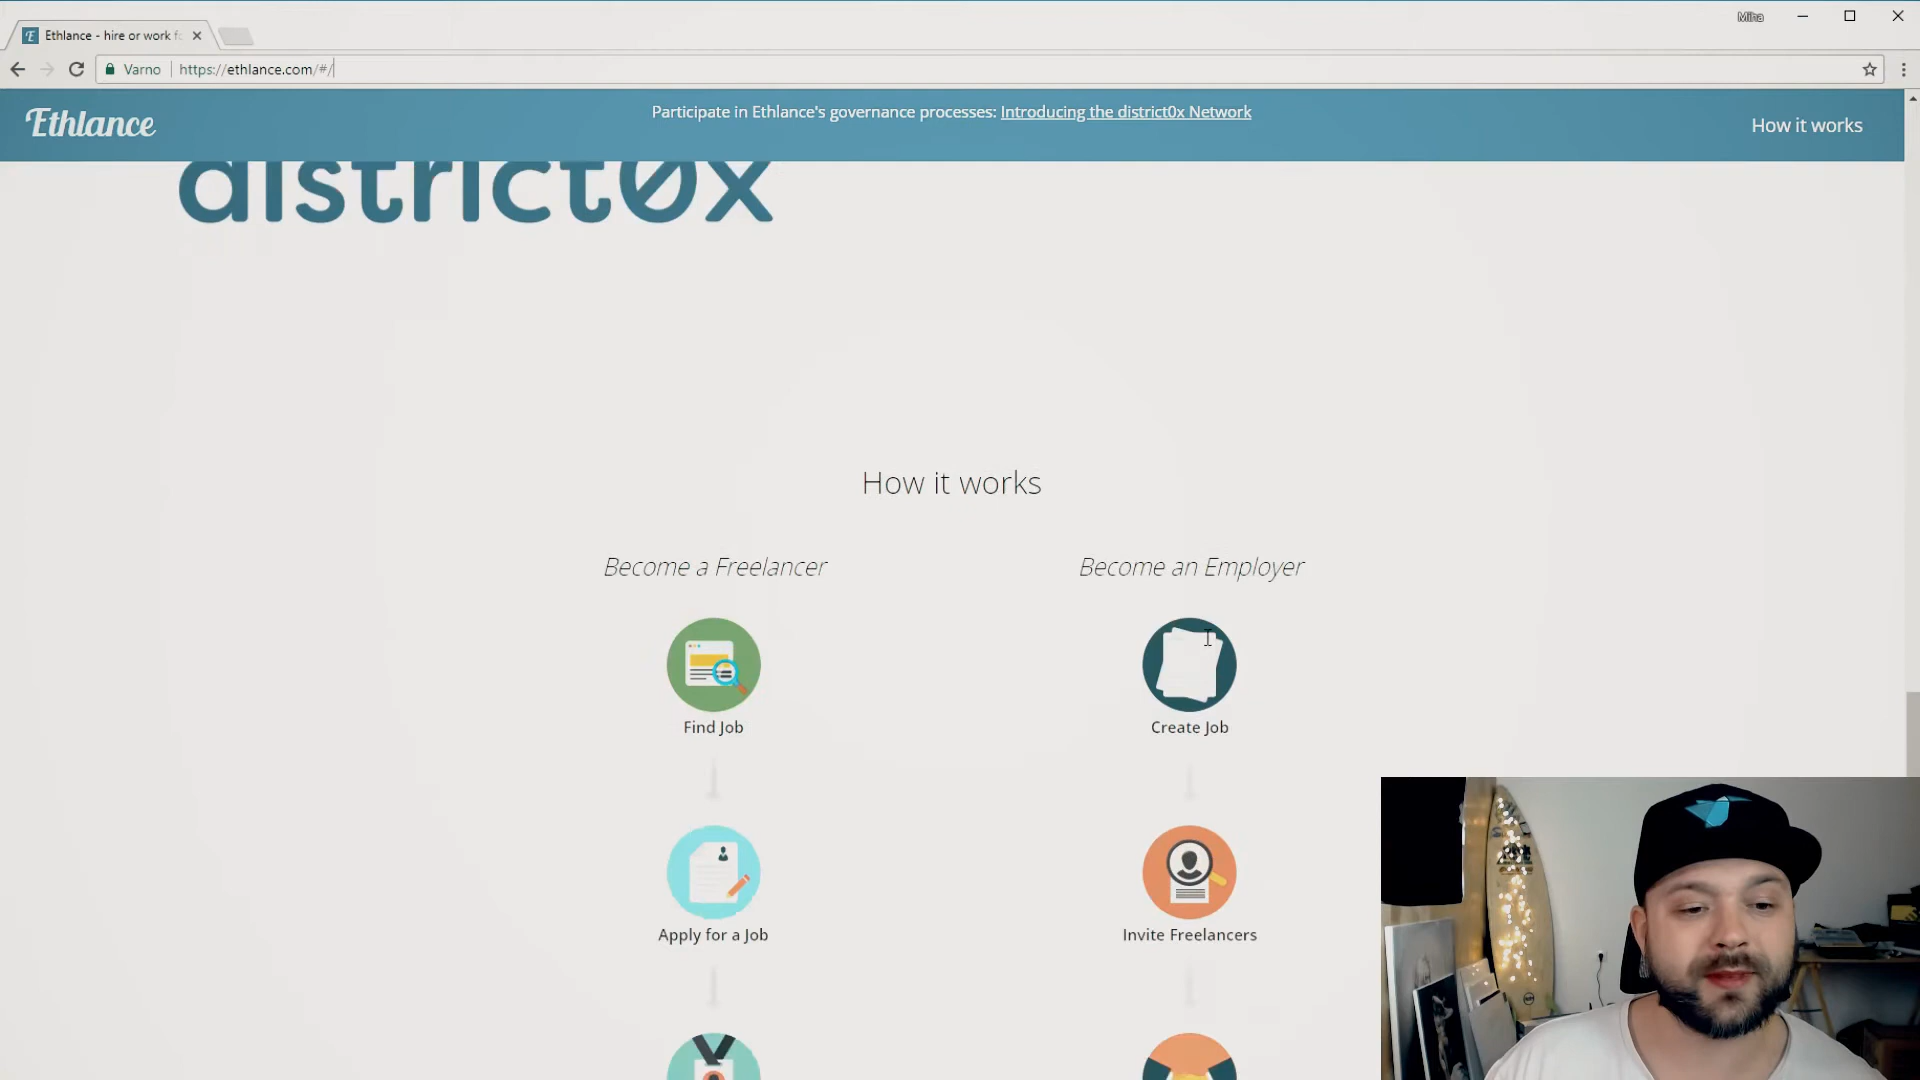 Miha
Ethlance - hire or work f
Varno
https://ethlance.com/#/
Ethlance
Participate in Ethlance's governance processes: Introducing the district0x Network
How it works
district0x
How it works
Become a Freelancer
Become an Employer
Find Job
Create Job
Apply for a Job
Invite Freelancers